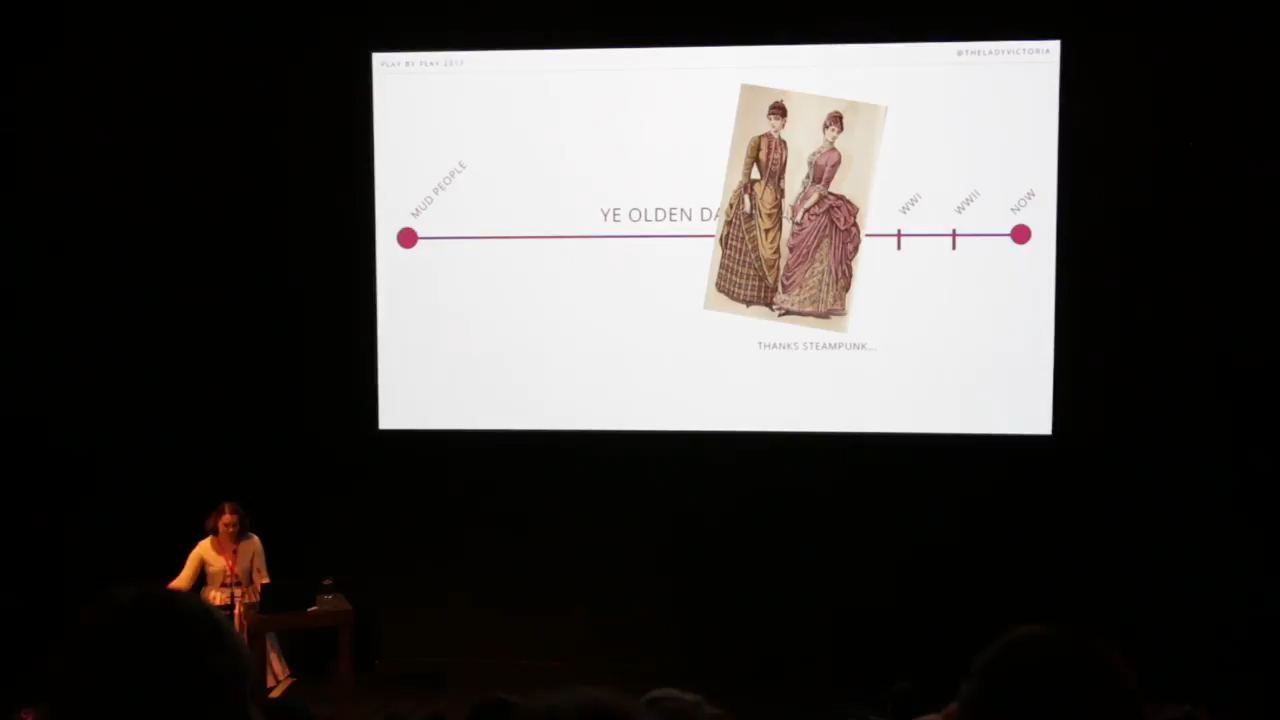 PLAY BY PLAY 2017
@THELADYVICTORIA
MUD PEOPLE
YE OLDEN DA
WWI
WWII
NOW
THANKS STEAMPUNK...